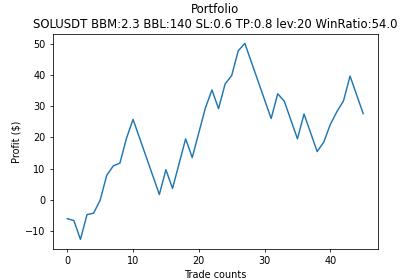 Portfolio
SOLUSDT BBM:2.3 BBL:140 SL:0.6 TP:0.8 lev:20 WinRatio:54.0
50
40
30
20
10
0
−10
Profit ($)
0 10 20 30 40
Trade counts